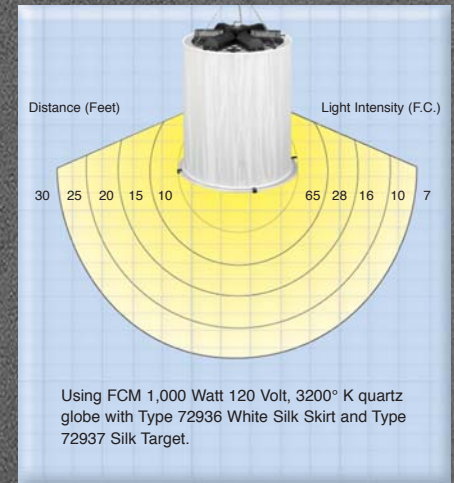 Distance (Feet) Light Intensity (F.C.)
30 25 20 15 10 65 28 16 10 7
Using FCM 1,000 Watt 120 Volt, 3200° K quartz
globe with Type 72936 White Silk Skirt and Type
72937 Silk Target.